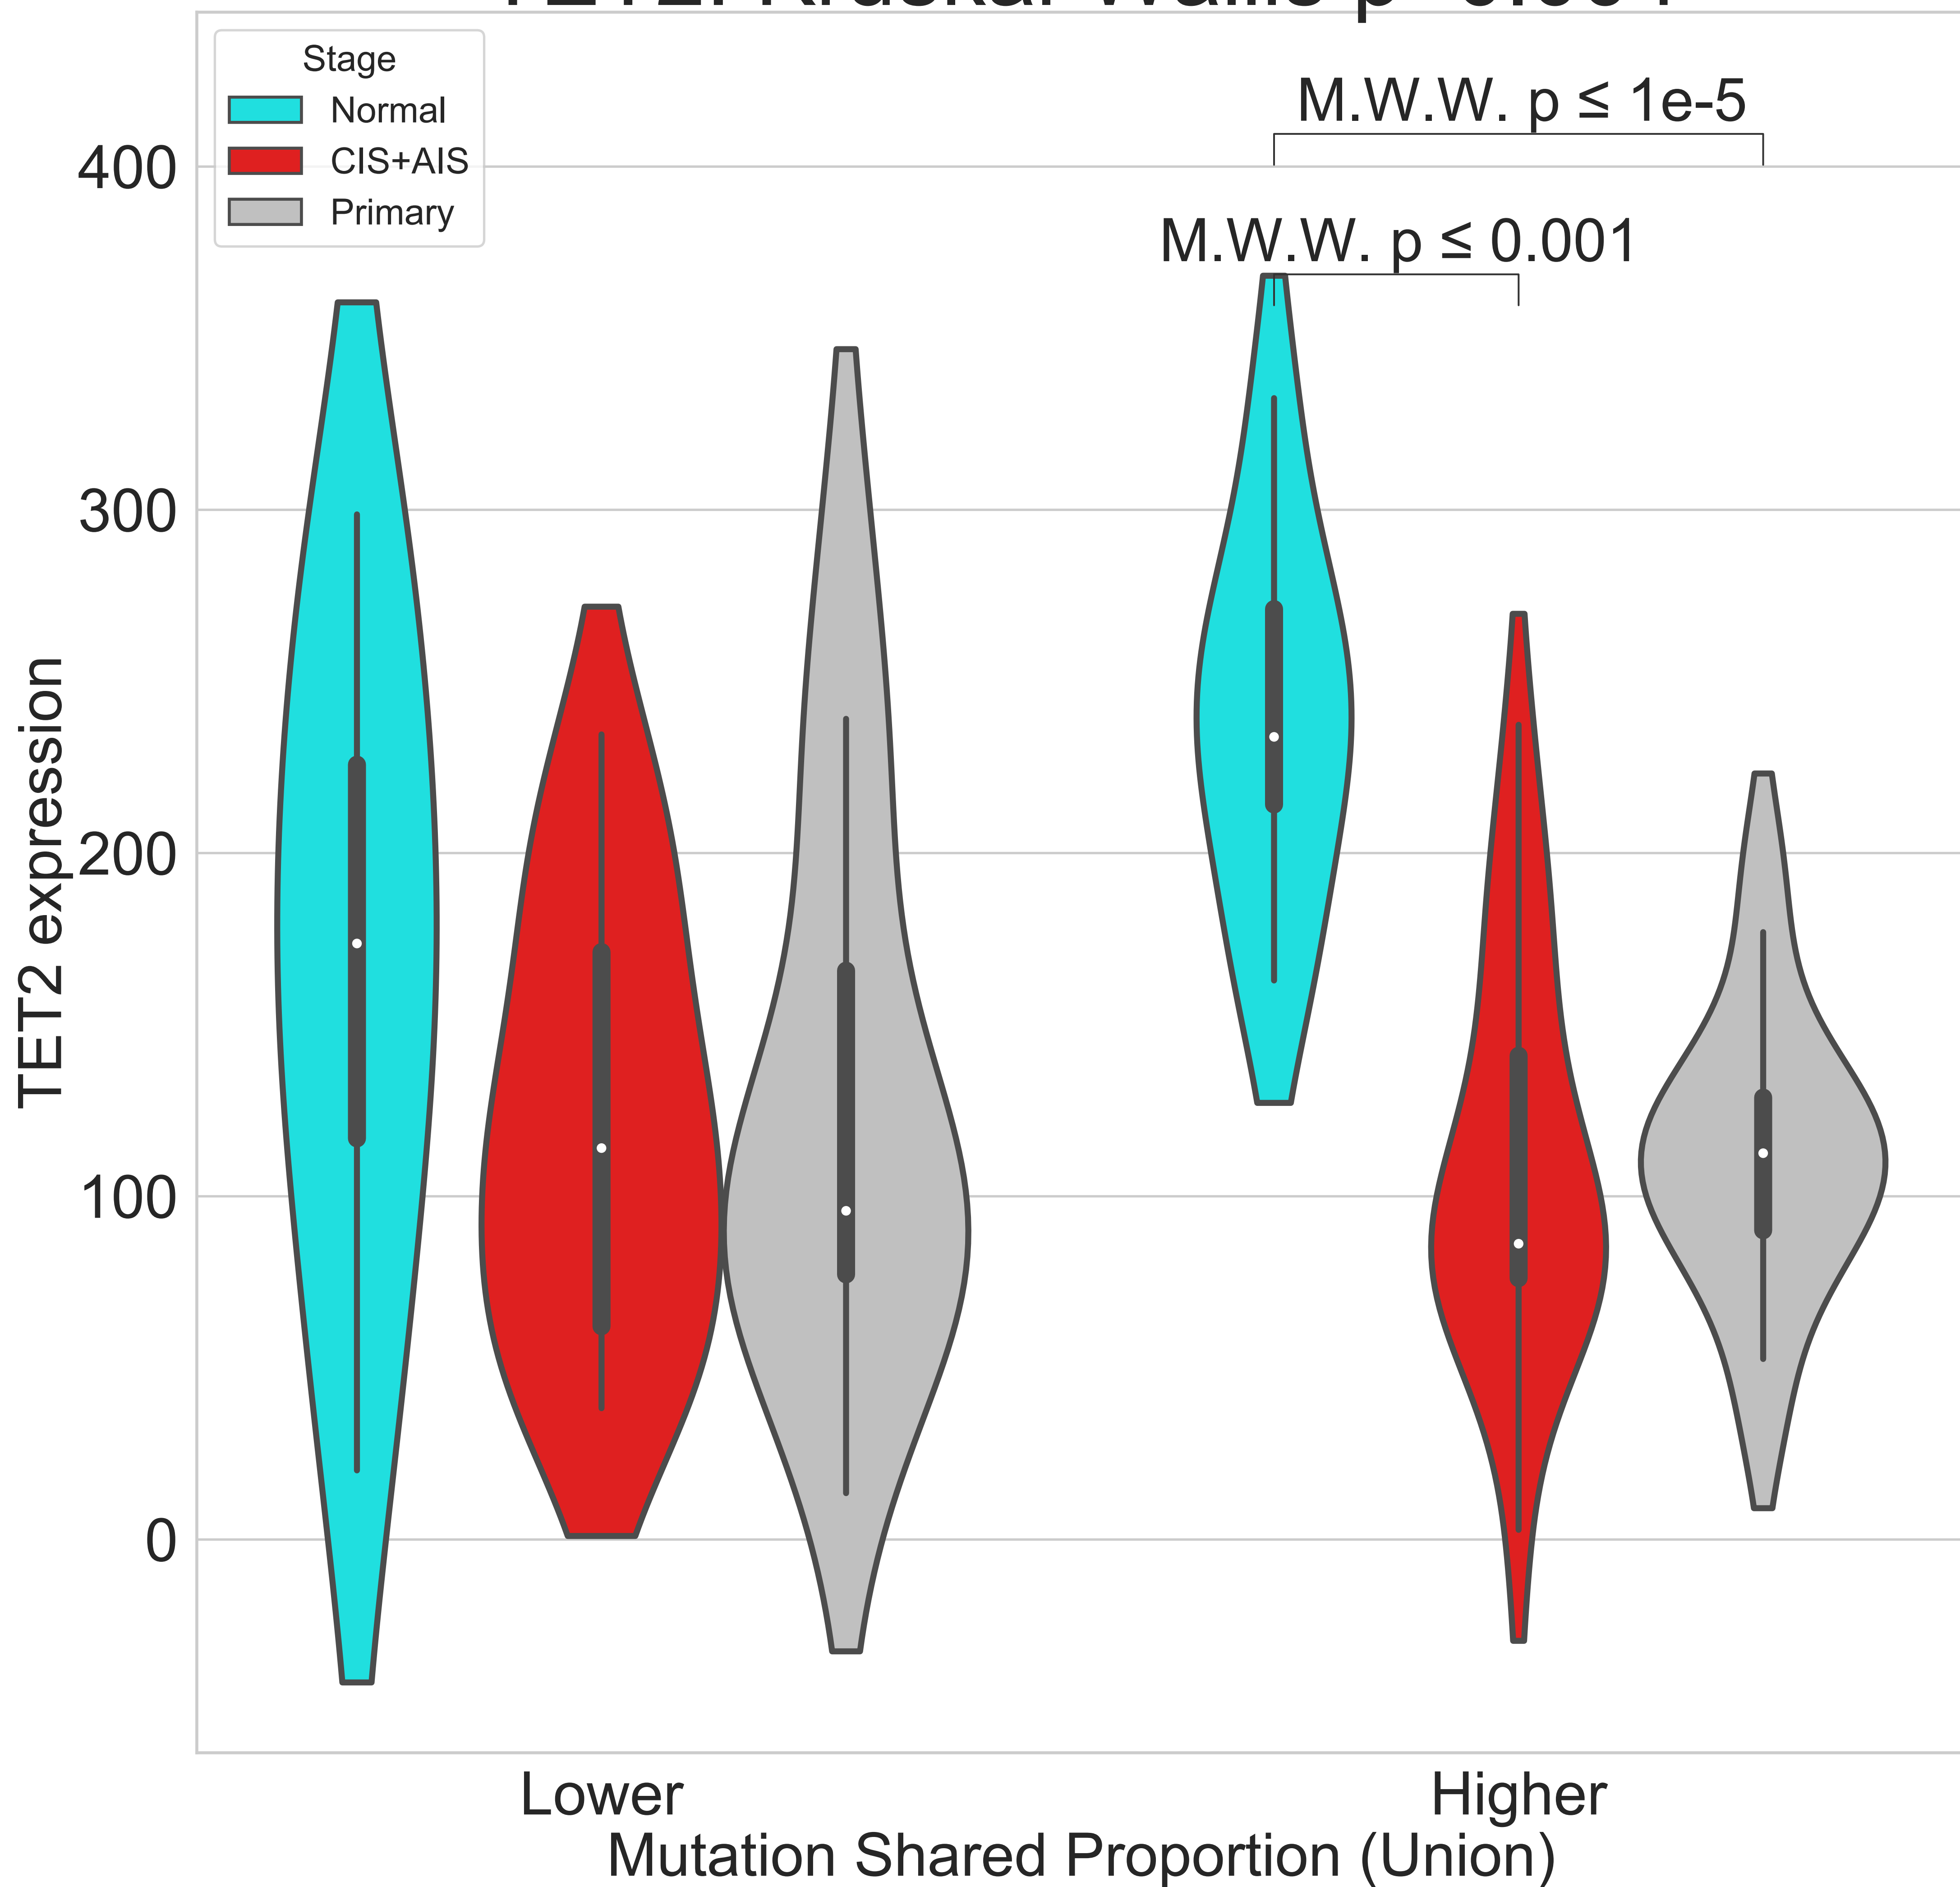 Stage
Normal
CIS+AIS
Primary
M.W.W. p ≤ 1e-5
M.W.W. p ≤ 0.001
400
300
200
100
0
TET2 expression
Lower
Higher
Mutation Shared Proportion (Union)